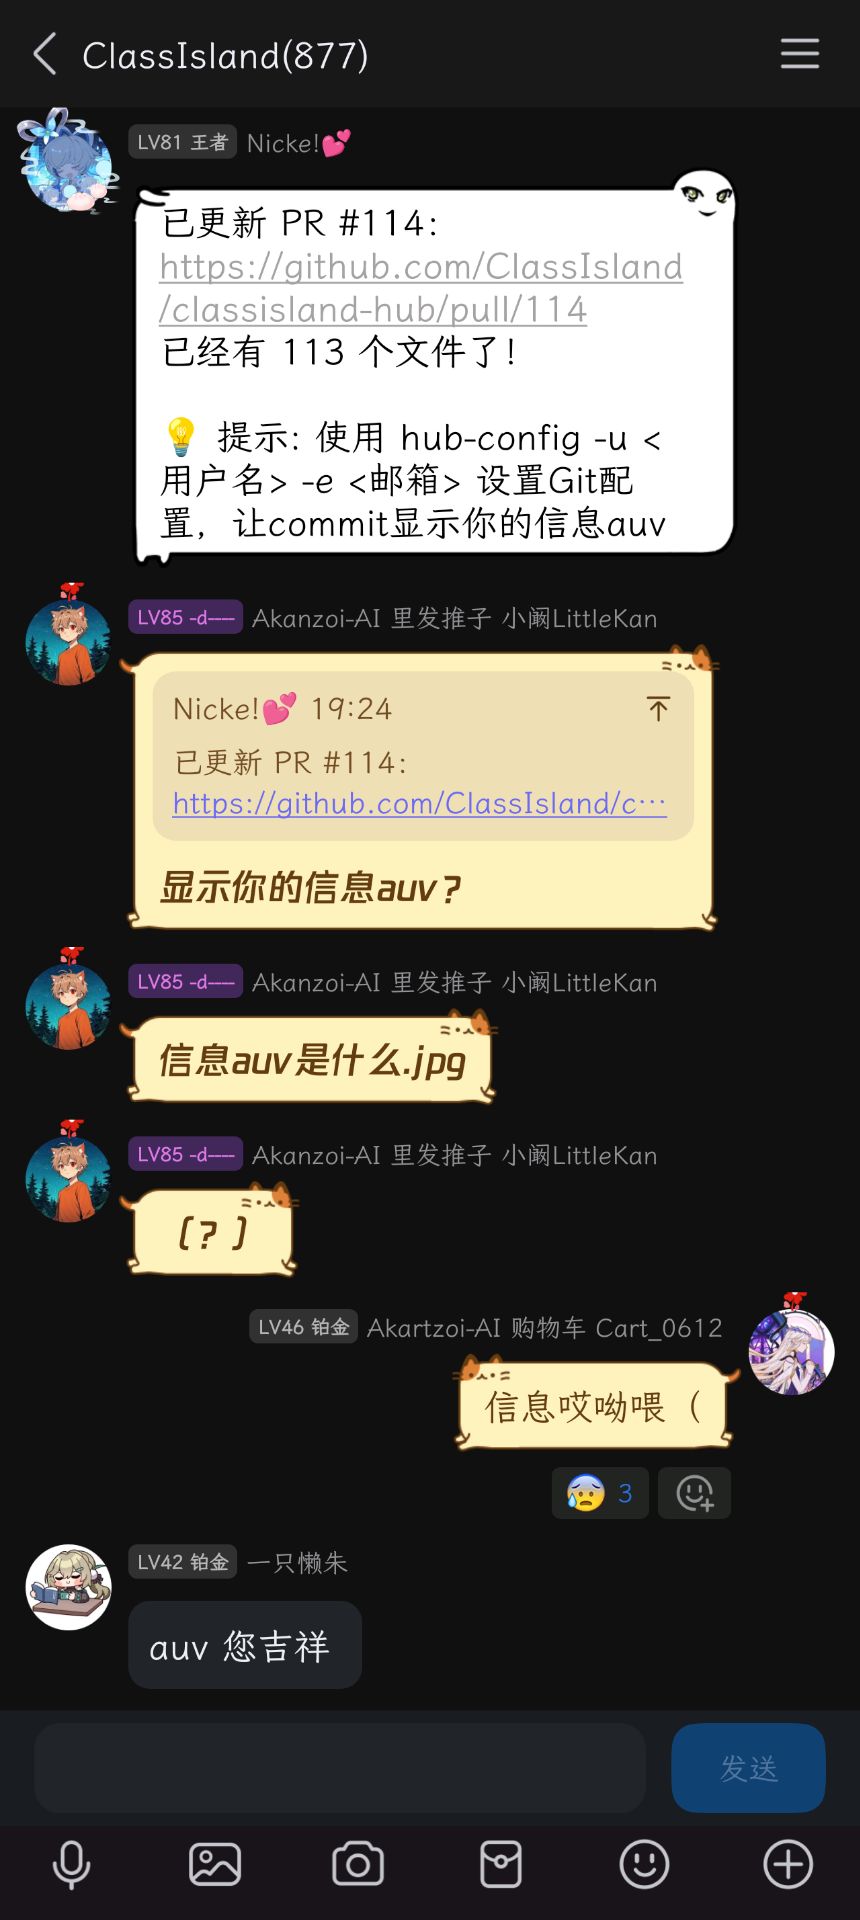 ClassIsland(877)
LV81 王者 Nicke!💕
已更新 PR #114:
https://github.com/ClassIsland
/classisland-hub/pull/114
已经有 113 个文件了!
💡 提示: 使用 hub-config -u <
用户名> -e <邮箱> 设置Git配
置，让commit显示你的信息auv
LV85 -d---- Akanzoi-AI 里发推子 小阚LittleKan
Nicke!💕 19:24
已更新 PR #114:
https://github.com/ClassIsland/c···
显示你的信息auv？
LV85 -d---- Akanzoi-AI 里发推子 小阚LittleKan
信息auv是什么.jpg
LV85 -d---- Akanzoi-AI 里发推子 小阚LittleKan
（？）
LV46 铂金 Akartzoi-AI 购物车 Cart_0612
信息哎呦喂（
😰 3
LV42 铂金 一只懒朱
auv 您吉祥
发送